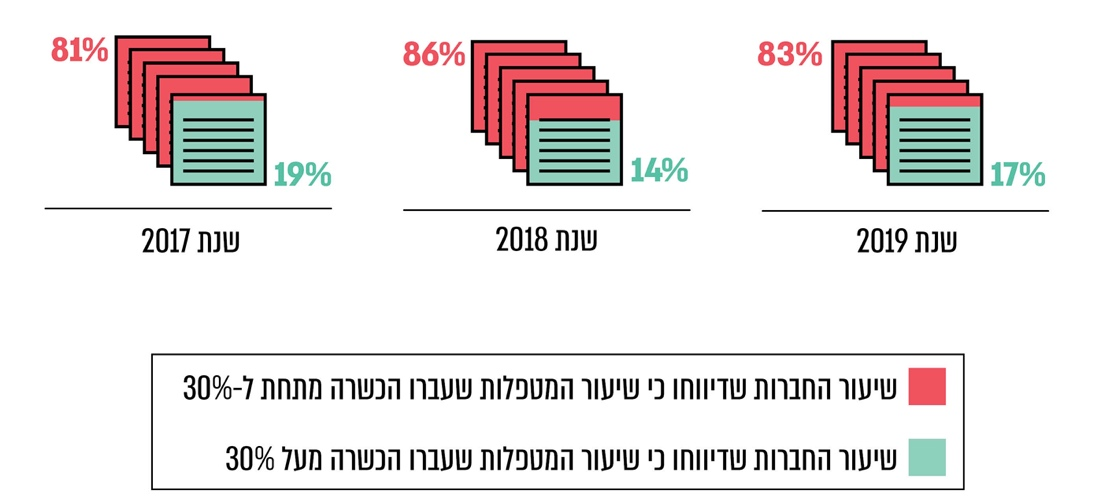 81%
19%
שנת 2017
86%
14%
שנת 2018
83%
17%
שנת 2019
שיעור החברות שדיווחו כי שיעור המטפלות שעברו הכשרה מתחת ל-30%
שיעור החברות שדיווחו כי שיעור המטפלות שעברו הכשרה מעל 30%